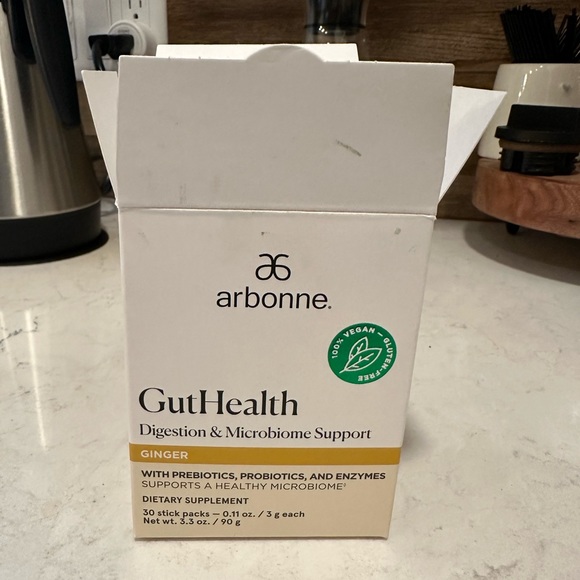 arbonne.
100% VEGAN – GLUTEN-FREE
GutHealth
Digestion & Microbiome Support
GINGER
WITH PREBIOTICS, PROBIOTICS, AND ENZYMES
SUPPORTS A HEALTHY MICROBIOME‡
DIETARY SUPPLEMENT
30 stick packs — 0.11 oz. / 3 g each
Net wt. 3.3 oz. / 90 g